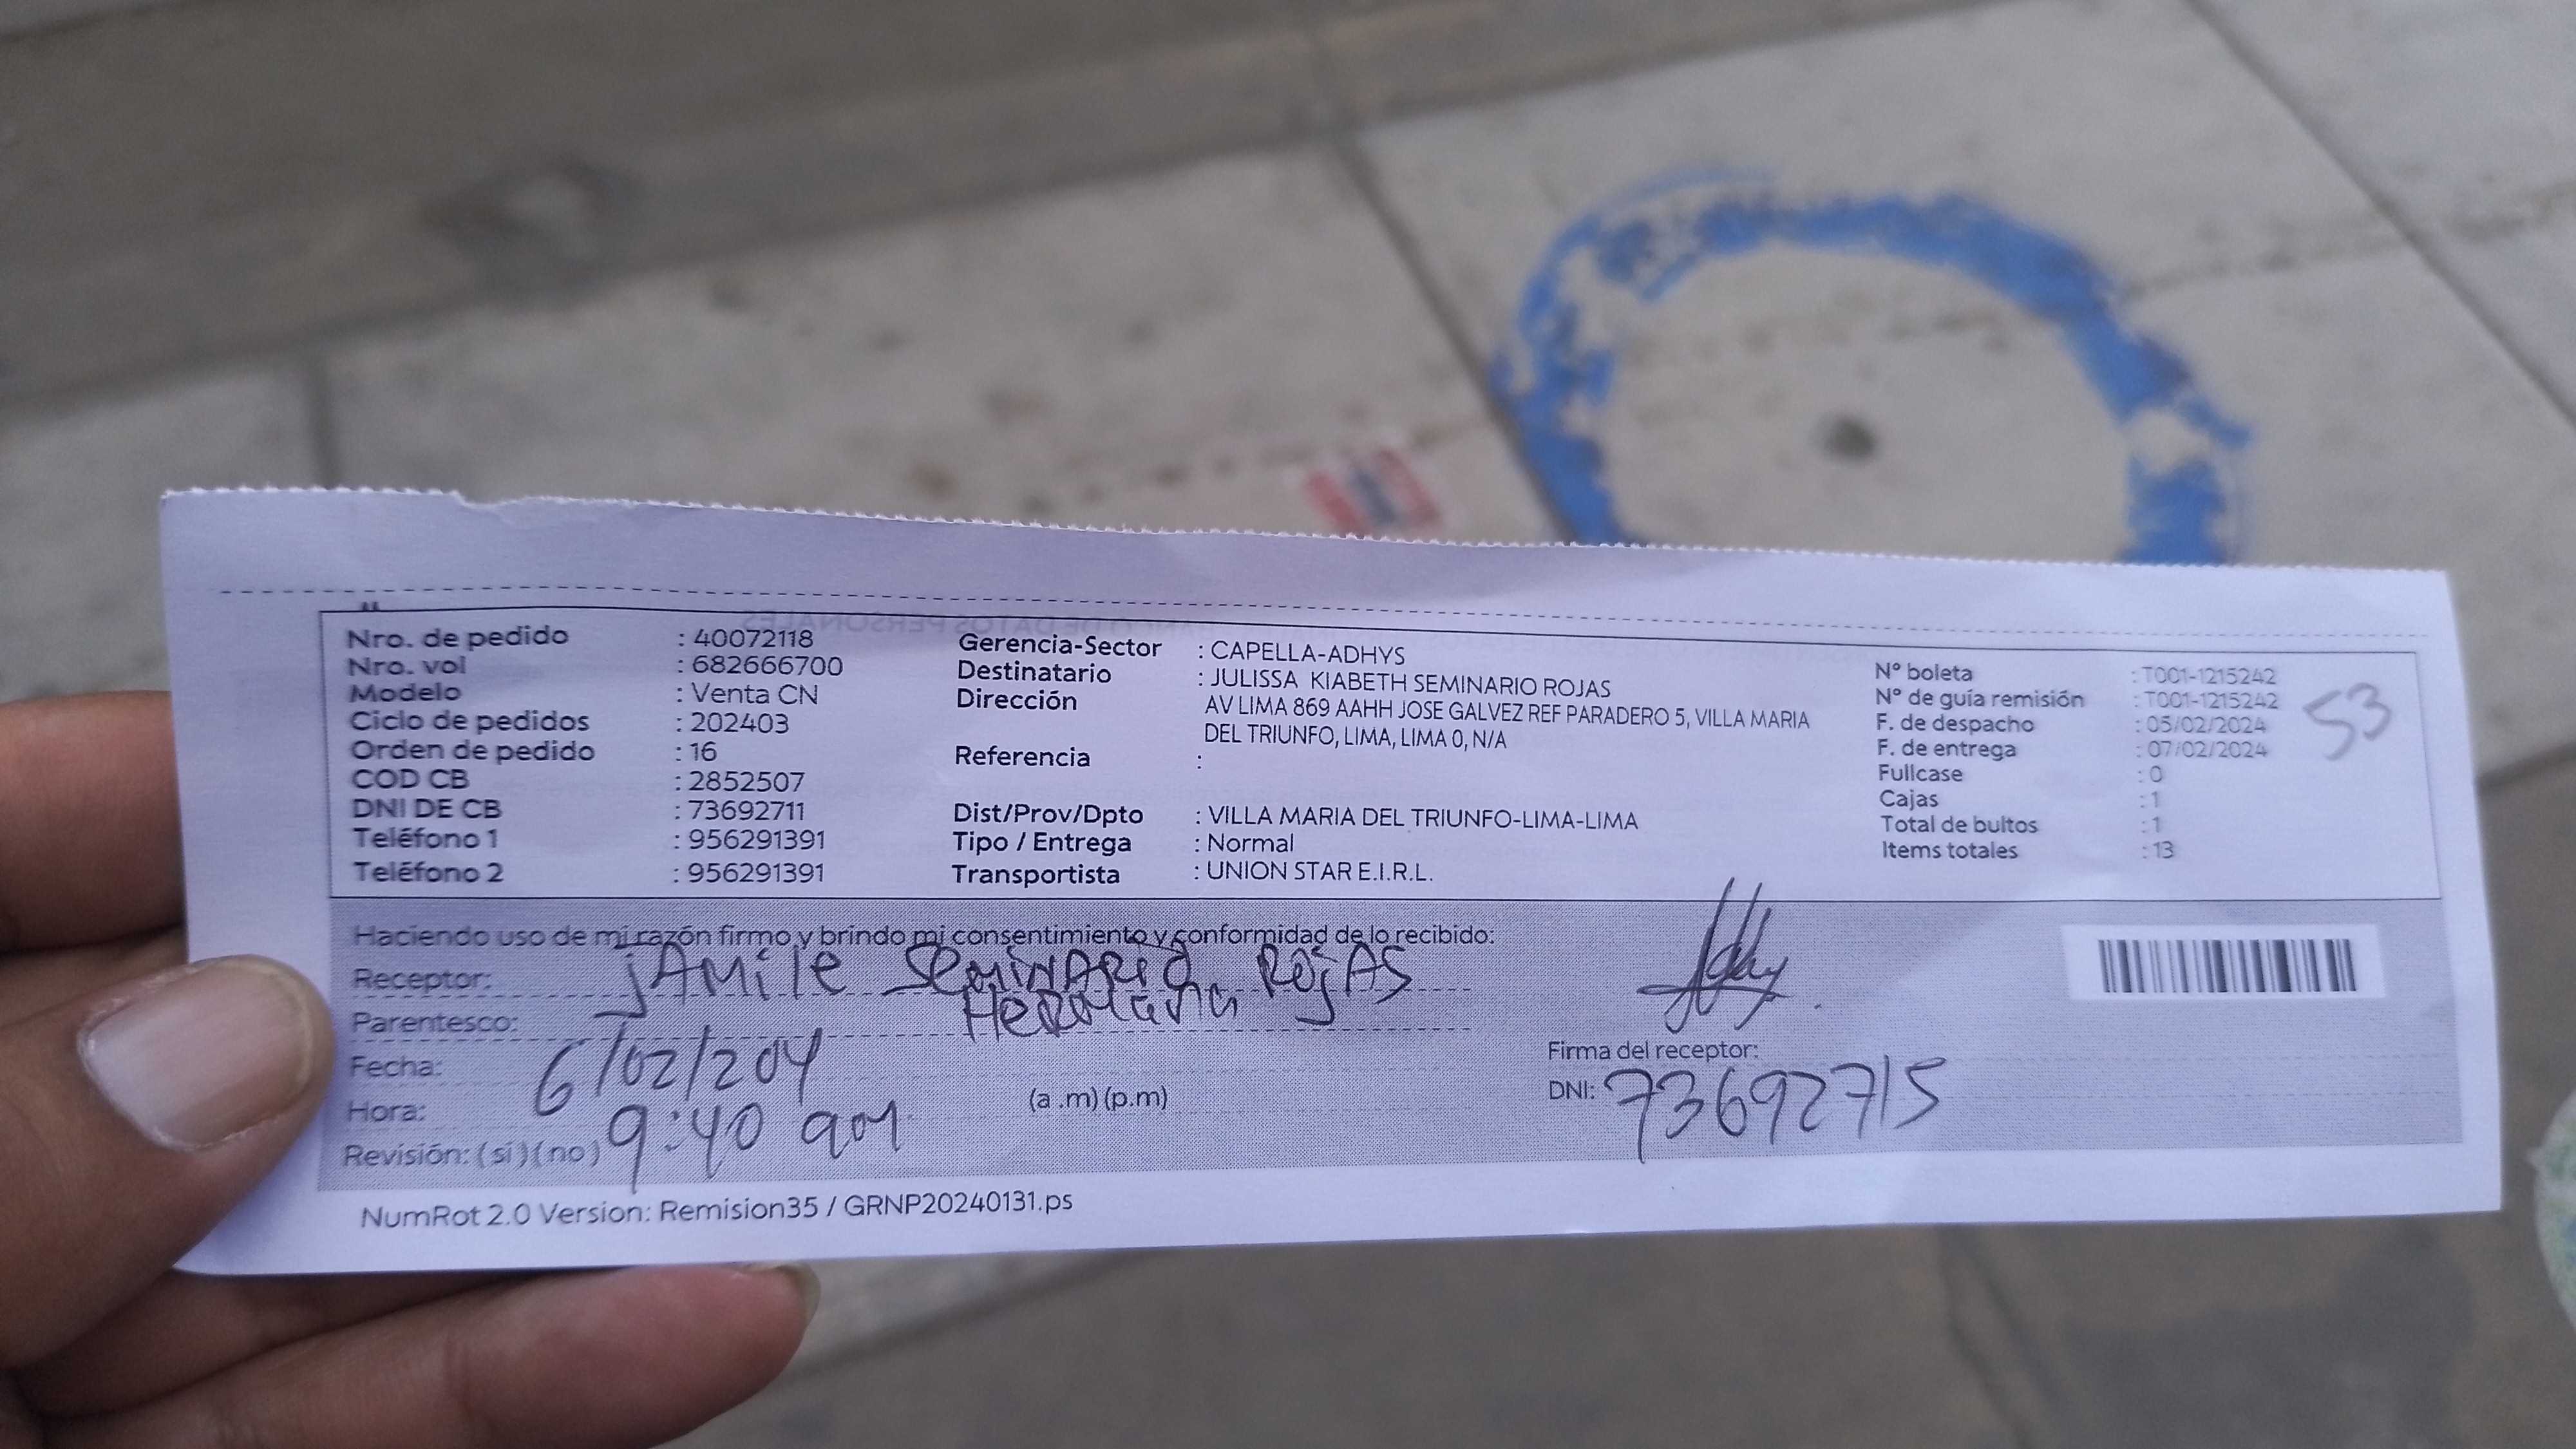 Nro. de pedido : 40072118
Nro. vol : 682666700
Modelo : Venta CN
Ciclo de pedidos : 202403
Orden de pedido : 16
COD CB : 2852507
DNI DE CB : 73692711
Teléfono 1 : 956291391
Teléfono 2 : 956291391
Gerencia-Sector : CAPELLA-ADHYS
Destinatario : JULISSA KIABETH SEMINARIO ROJAS
Dirección AV LIMA 869 AAHH JOSE GALVEZ REF PARADERO 5, VILLA MARIA
DEL TRIUNFO, LIMA, LIMA 0, N/A
Referencia :
Dist/Prov/Dpto : VILLA MARIA DEL TRIUNFO-LIMA-LIMA
Tipo / Entrega : Normal
Transportista : UNION STAR E.I.R.L.
N° boleta : T001-1215242
N° de guía remisión : T001-1215242
F. de despacho : 05/02/2024
F. de entrega : 07/02/2024
Fullcase : 0
Cajas : 1
Total de bultos : 1
Items totales : 13
53
Haciendo uso de mi razón firmo y brindo mi consentimiento y conformidad de lo recibido:
Receptor: jAMilE SEMiNARiO ROjAS
Parentesco: HERMANA
Fecha: 6/02/204
Hora: 9:40 am (a .m) (p.m)
Revisión: (si) (no)
Firma del receptor:
DNI: 73692715
NumRot 2.0 Version: Remision35 / GRNP20240131.ps